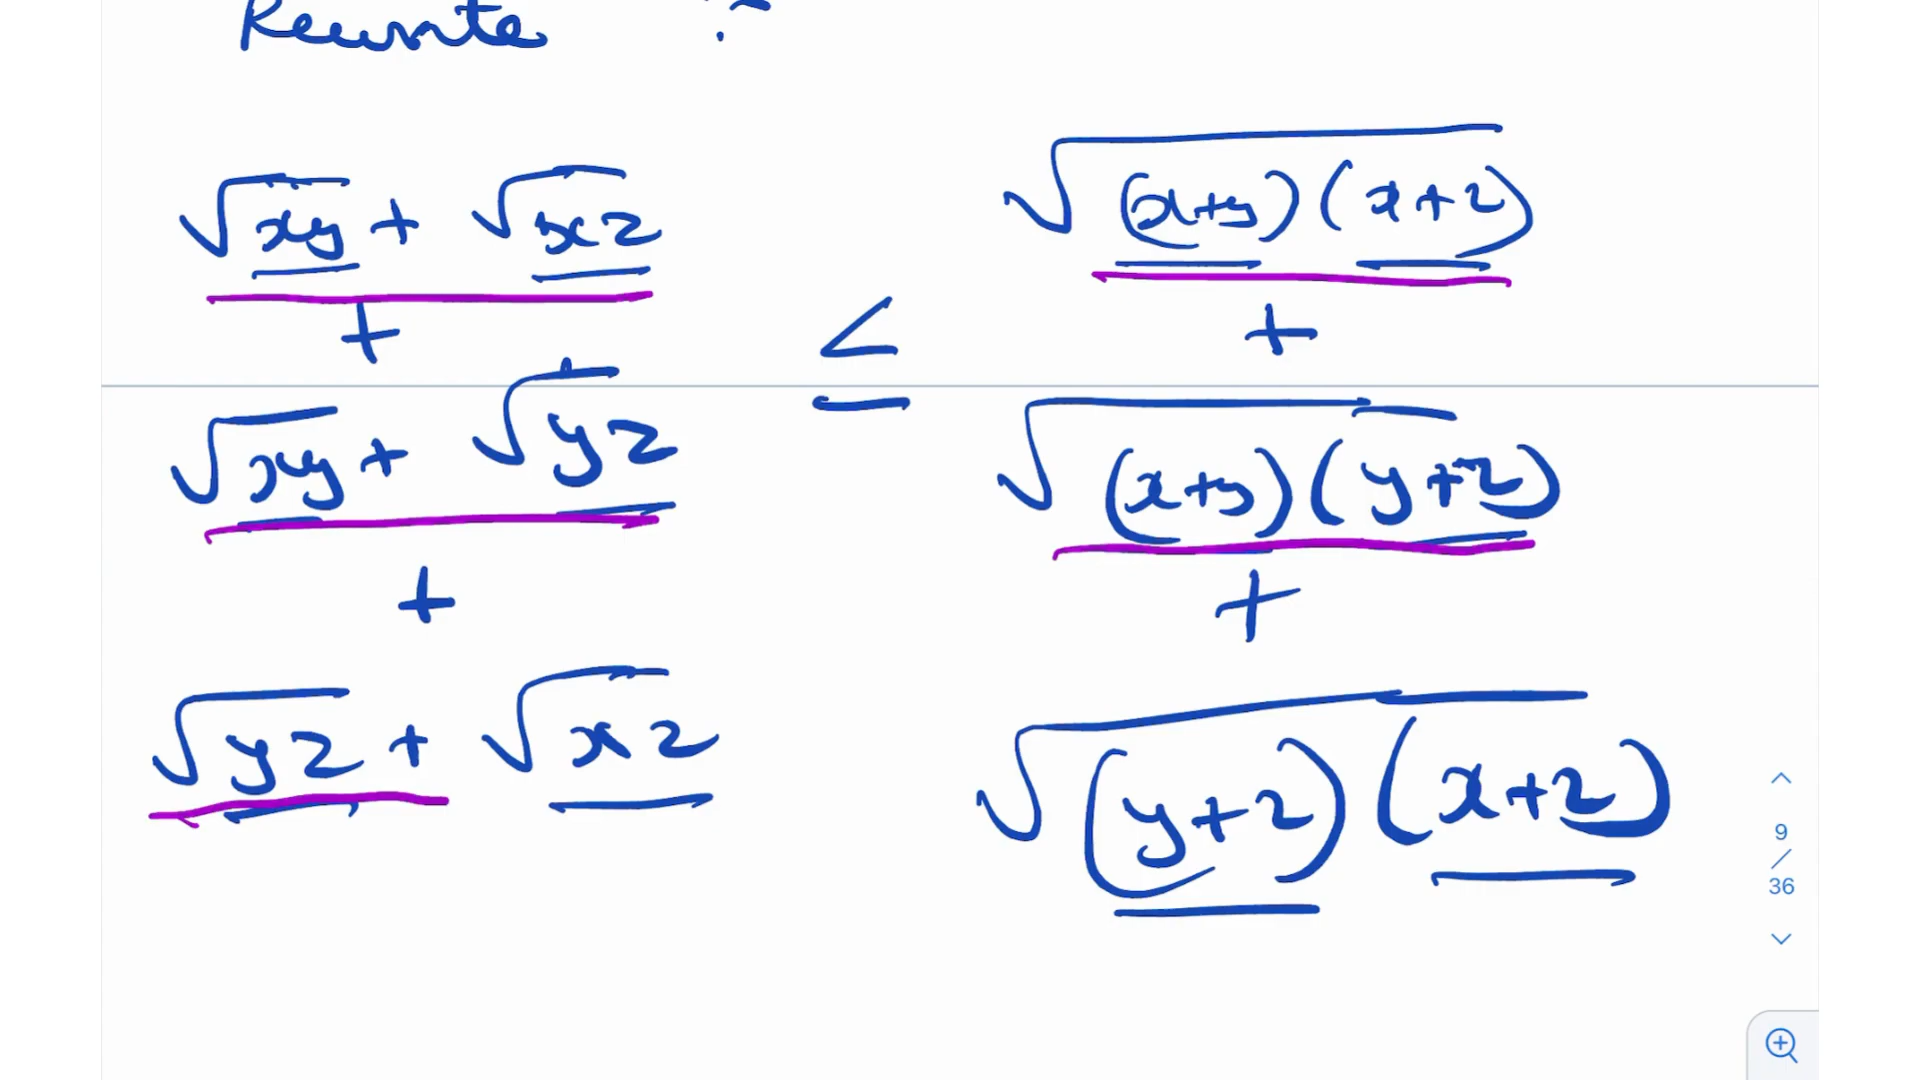 Rewrite :
√xy + √xz √(x+y)(x+z)
+ ≤ +
√xy + √yz √(x+y)(y+z)
+ +
√yz + √xz √(y+z)(x+z)
9
/
36